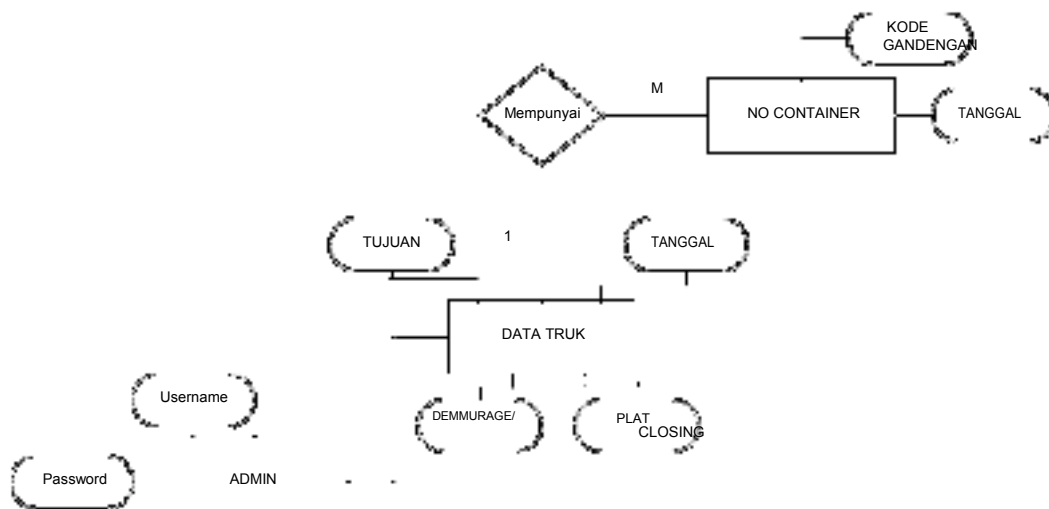 KODE
GANDENGAN
M
Mempunyai
NO CONTAINER
TANGGAL
TUJUAN
1
TANGGAL
DATA TRUK
Username
DEMMURAGE/
PLAT
CLOSING
Password
ADMIN